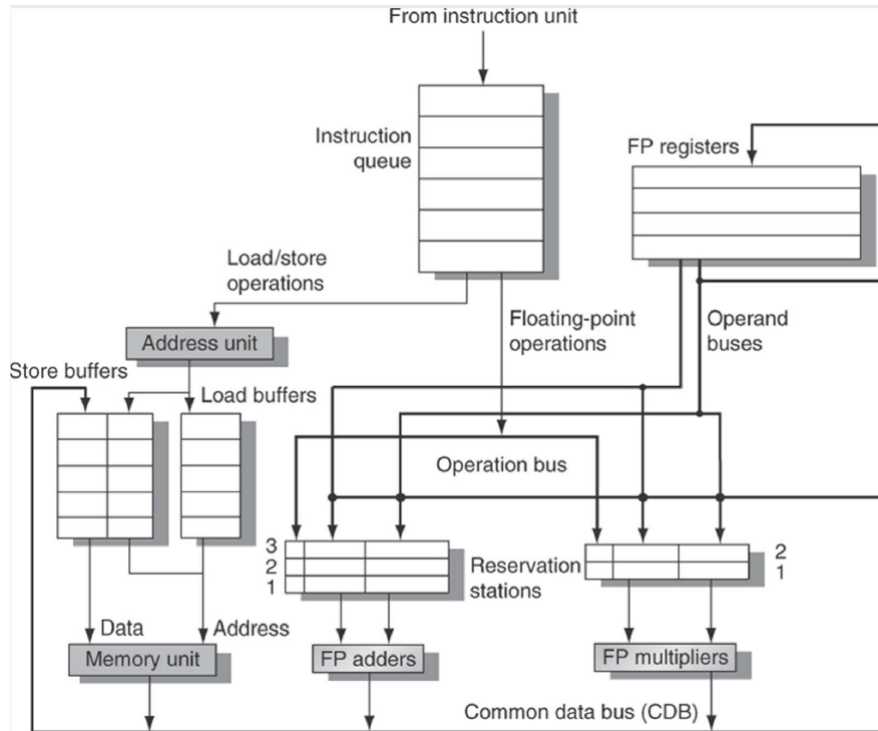 From instruction unit
Instruction
queue
FP registers
Load/store
operations
Floating-point
operations
Operand
buses
Address unit
Store buffers
Load buffers
Operation bus
3
2
1
Reservation
stations
2
1
Data
Address
Memory unit
FP adders
FP multipliers
Common data bus (CDB)